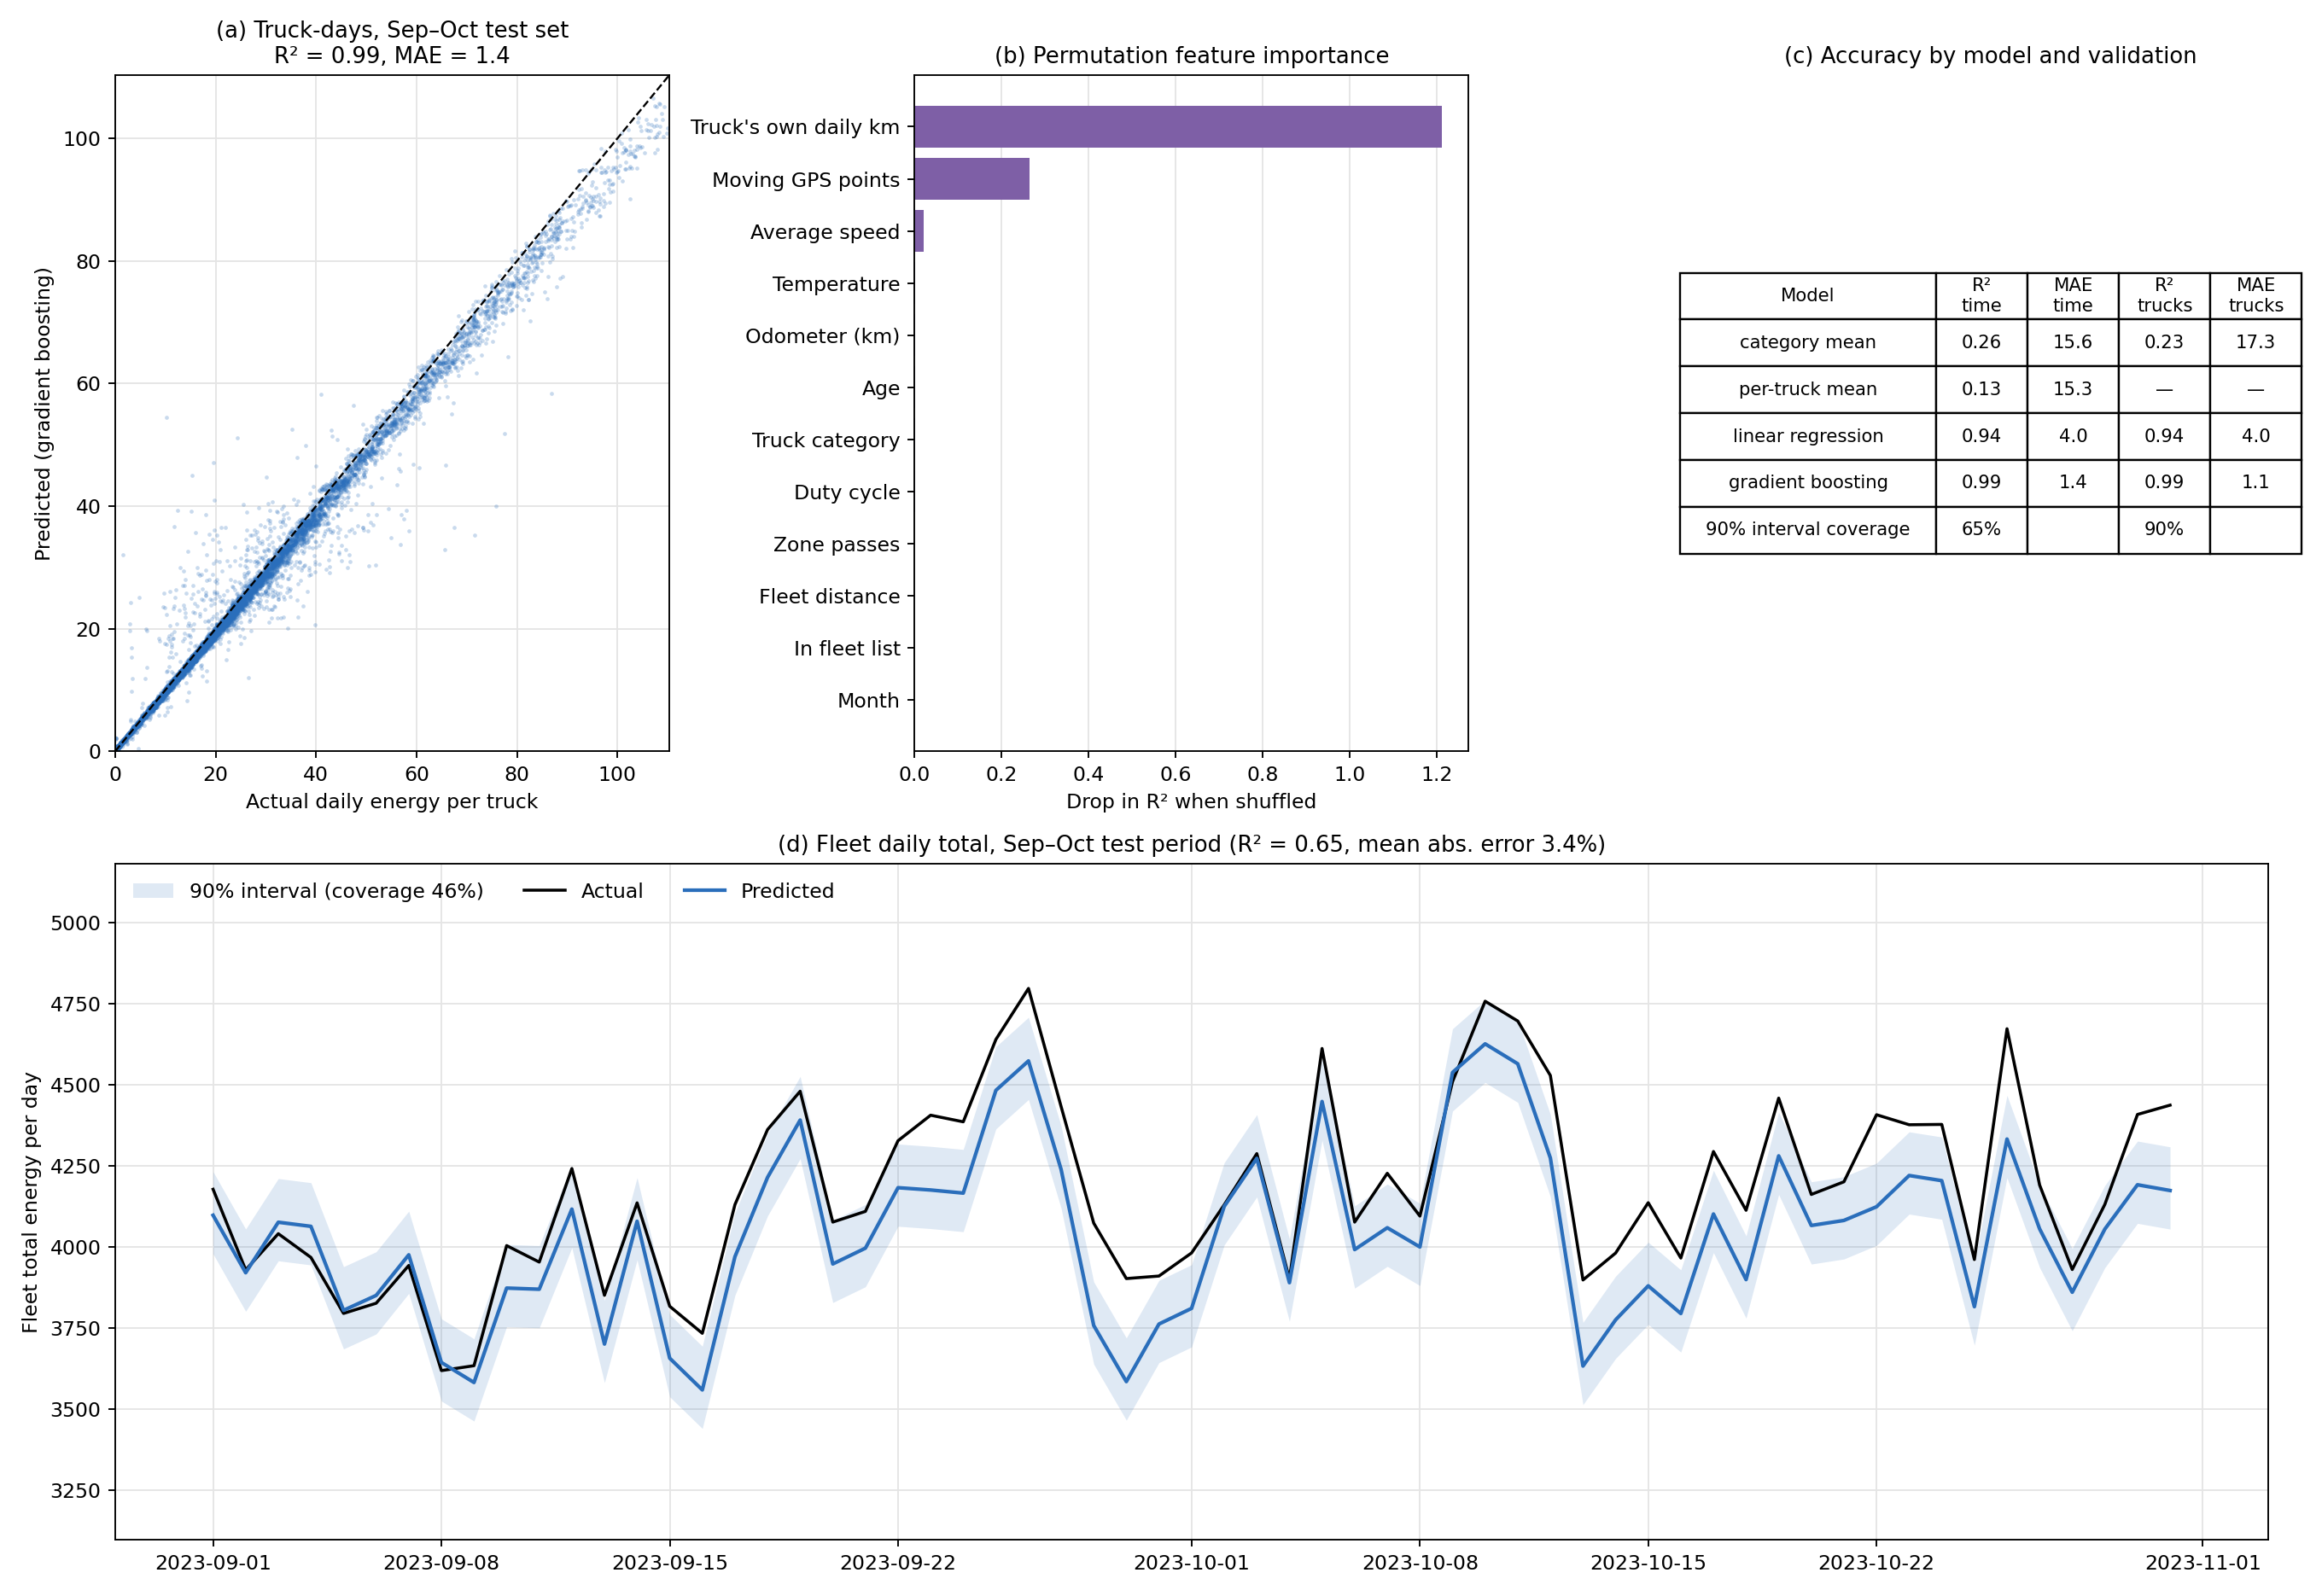 (a) Truck-days, Sep–Oct test set
R² = 0.99, MAE = 1.4
100
80
60
40
20
0
Predicted (gradient boosting)
0 20 40 60 80 100
Actual daily energy per truck
(b) Permutation feature importance
Truck's own daily km
Moving GPS points
Average speed
Temperature
Odometer (km)
Age
Truck category
Duty cycle
Zone passes
Fleet distance
In fleet list
Month
0.0 0.2 0.4 0.6 0.8 1.0 1.2
Drop in R² when shuffled
(c) Accuracy by model and validation
Model R² time MAE time R² trucks MAE trucks
category mean 0.26 15.6 0.23 17.3
per-truck mean 0.13 15.3 — —
linear regression 0.94 4.0 0.94 4.0
gradient boosting 0.99 1.4 0.99 1.1
90% interval coverage 65% 90%
(d) Fleet daily total, Sep–Oct test period (R² = 0.65, mean abs. error 3.4%)
90% interval (coverage 46%) Actual Predicted
5000
4750
4500
4250
4000
3750
3500
3250
Fleet total energy per day
2023-09-01 2023-09-08 2023-09-15 2023-09-22 2023-10-01 2023-10-08 2023-10-15 2023-10-22 2023-11-01